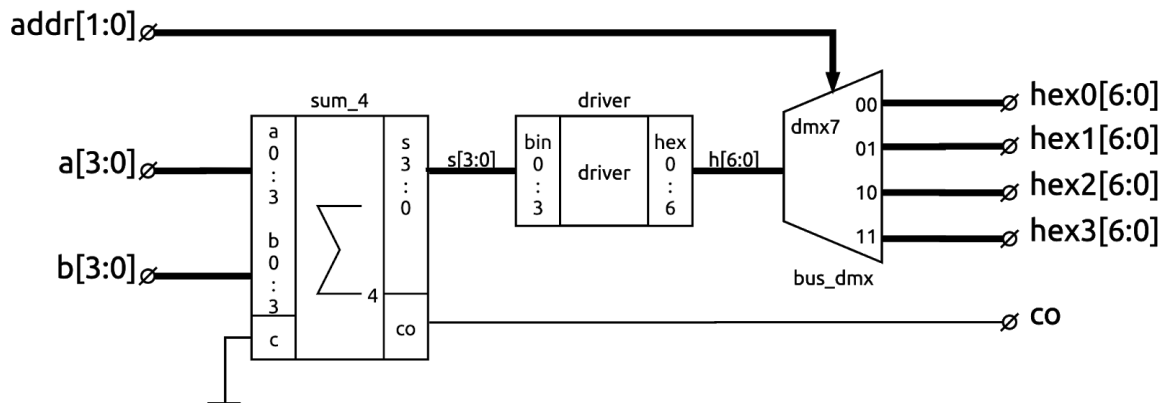 addr[1:0]
sum_4
driver
a[3:0]
a
0
:
3
b
0
:
3
c
b[3:0]
4
s
3
:
0
co
s[3:0]
bin
0
:
3
driver
hex
0
:
6
h[6:0]
dmx7
00
01
10
11
bus_dmx
hex0[6:0]
hex1[6:0]
hex2[6:0]
hex3[6:0]
co